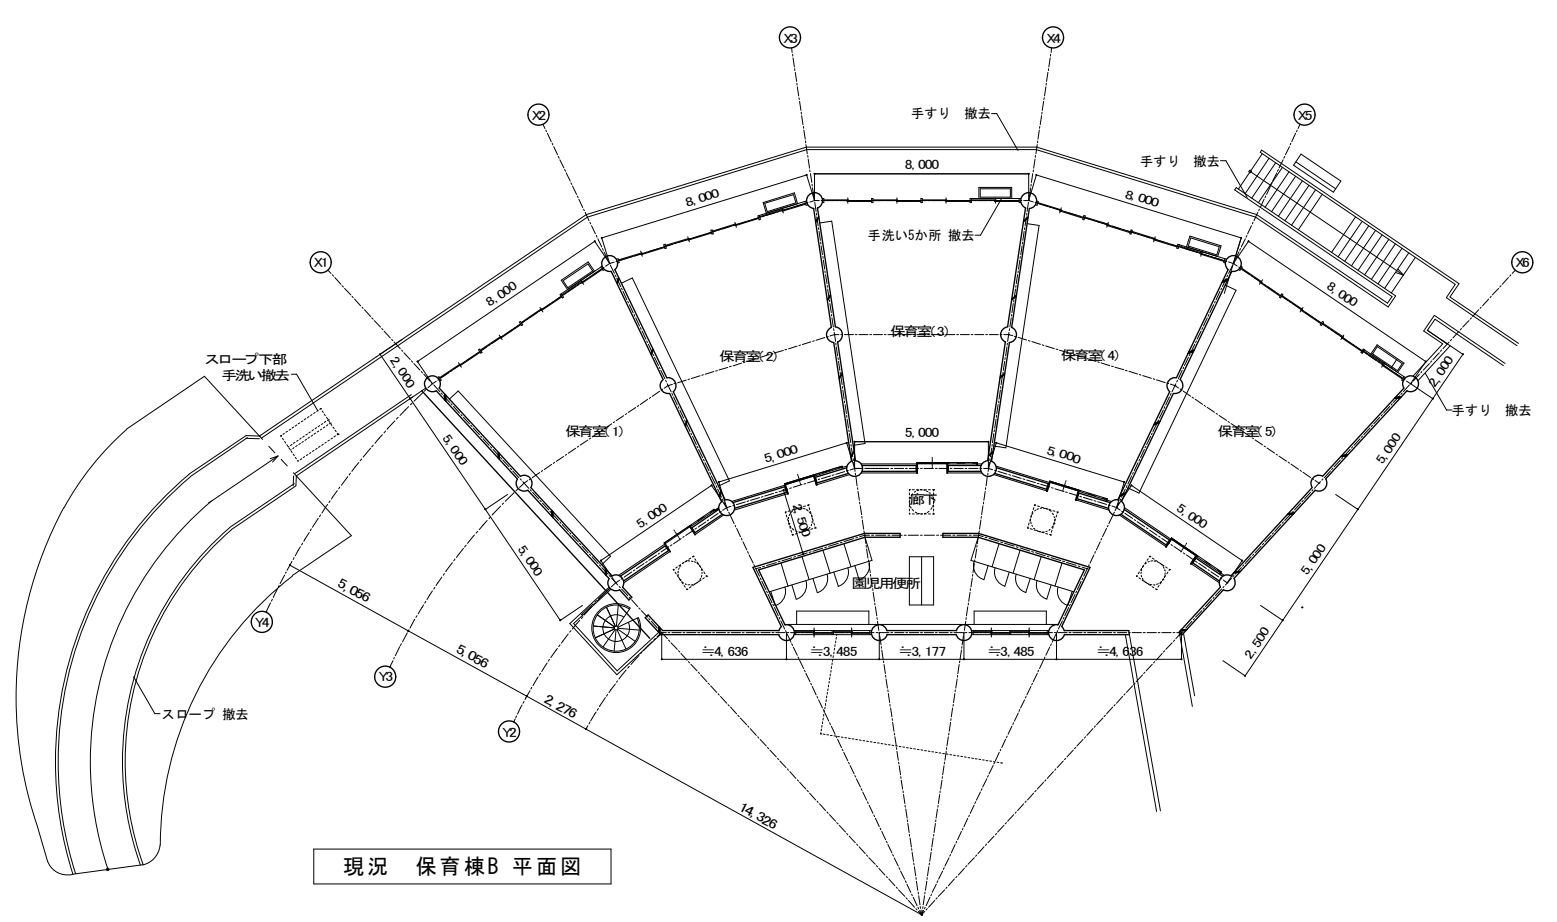 X3
X4
X2
手すり 撤去
X5
手すり 撤去
8,000
8,000
8,000
手洗い5か所 撤去
X1
X6
8,000
8,000
保育室(3)
保育室(2)
保育室(4)
スロープ下部
手洗い撤去
2,000
2,000
手すり 撤去
保育室(1)
保育室(5)
5,000
5,000
5,000
5,000
5,000
5,000
5,000
廊下
2,500
5,000
5,000
園児用便所
5,056
Y4
≒4,636
≒3,485
≒3,177
≒3,485
≒4,636
2,500
5,056
Y3
2,276
スロープ 撤去
Y2
14,326
現況 保育棟B 平面図